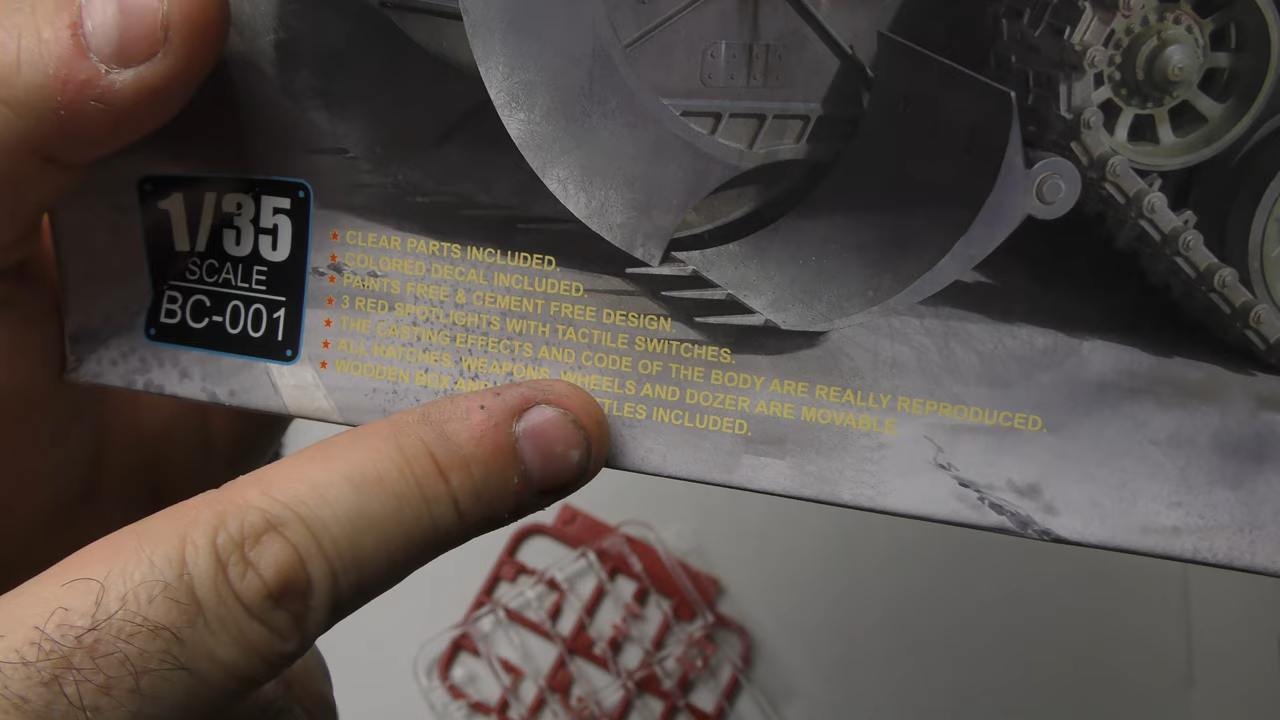 1/35
SCALE
BC-001
CLEAR PARTS INCLUDED.
COLORED DECAL INCLUDED.
PAINTS FREE & CEMENT FREE DESIGN.
3 RED SPOTLIGHTS WITH TACTILE SWITCHES.
THE CASTING EFFECTS AND CODE OF THE BODY ARE REALLY REPRODUCED.
ALL HATCHES, WEAPONS, WHEELS AND DOZER ARE MOVABLE.
WOODEN BOX AND INCLUDED.